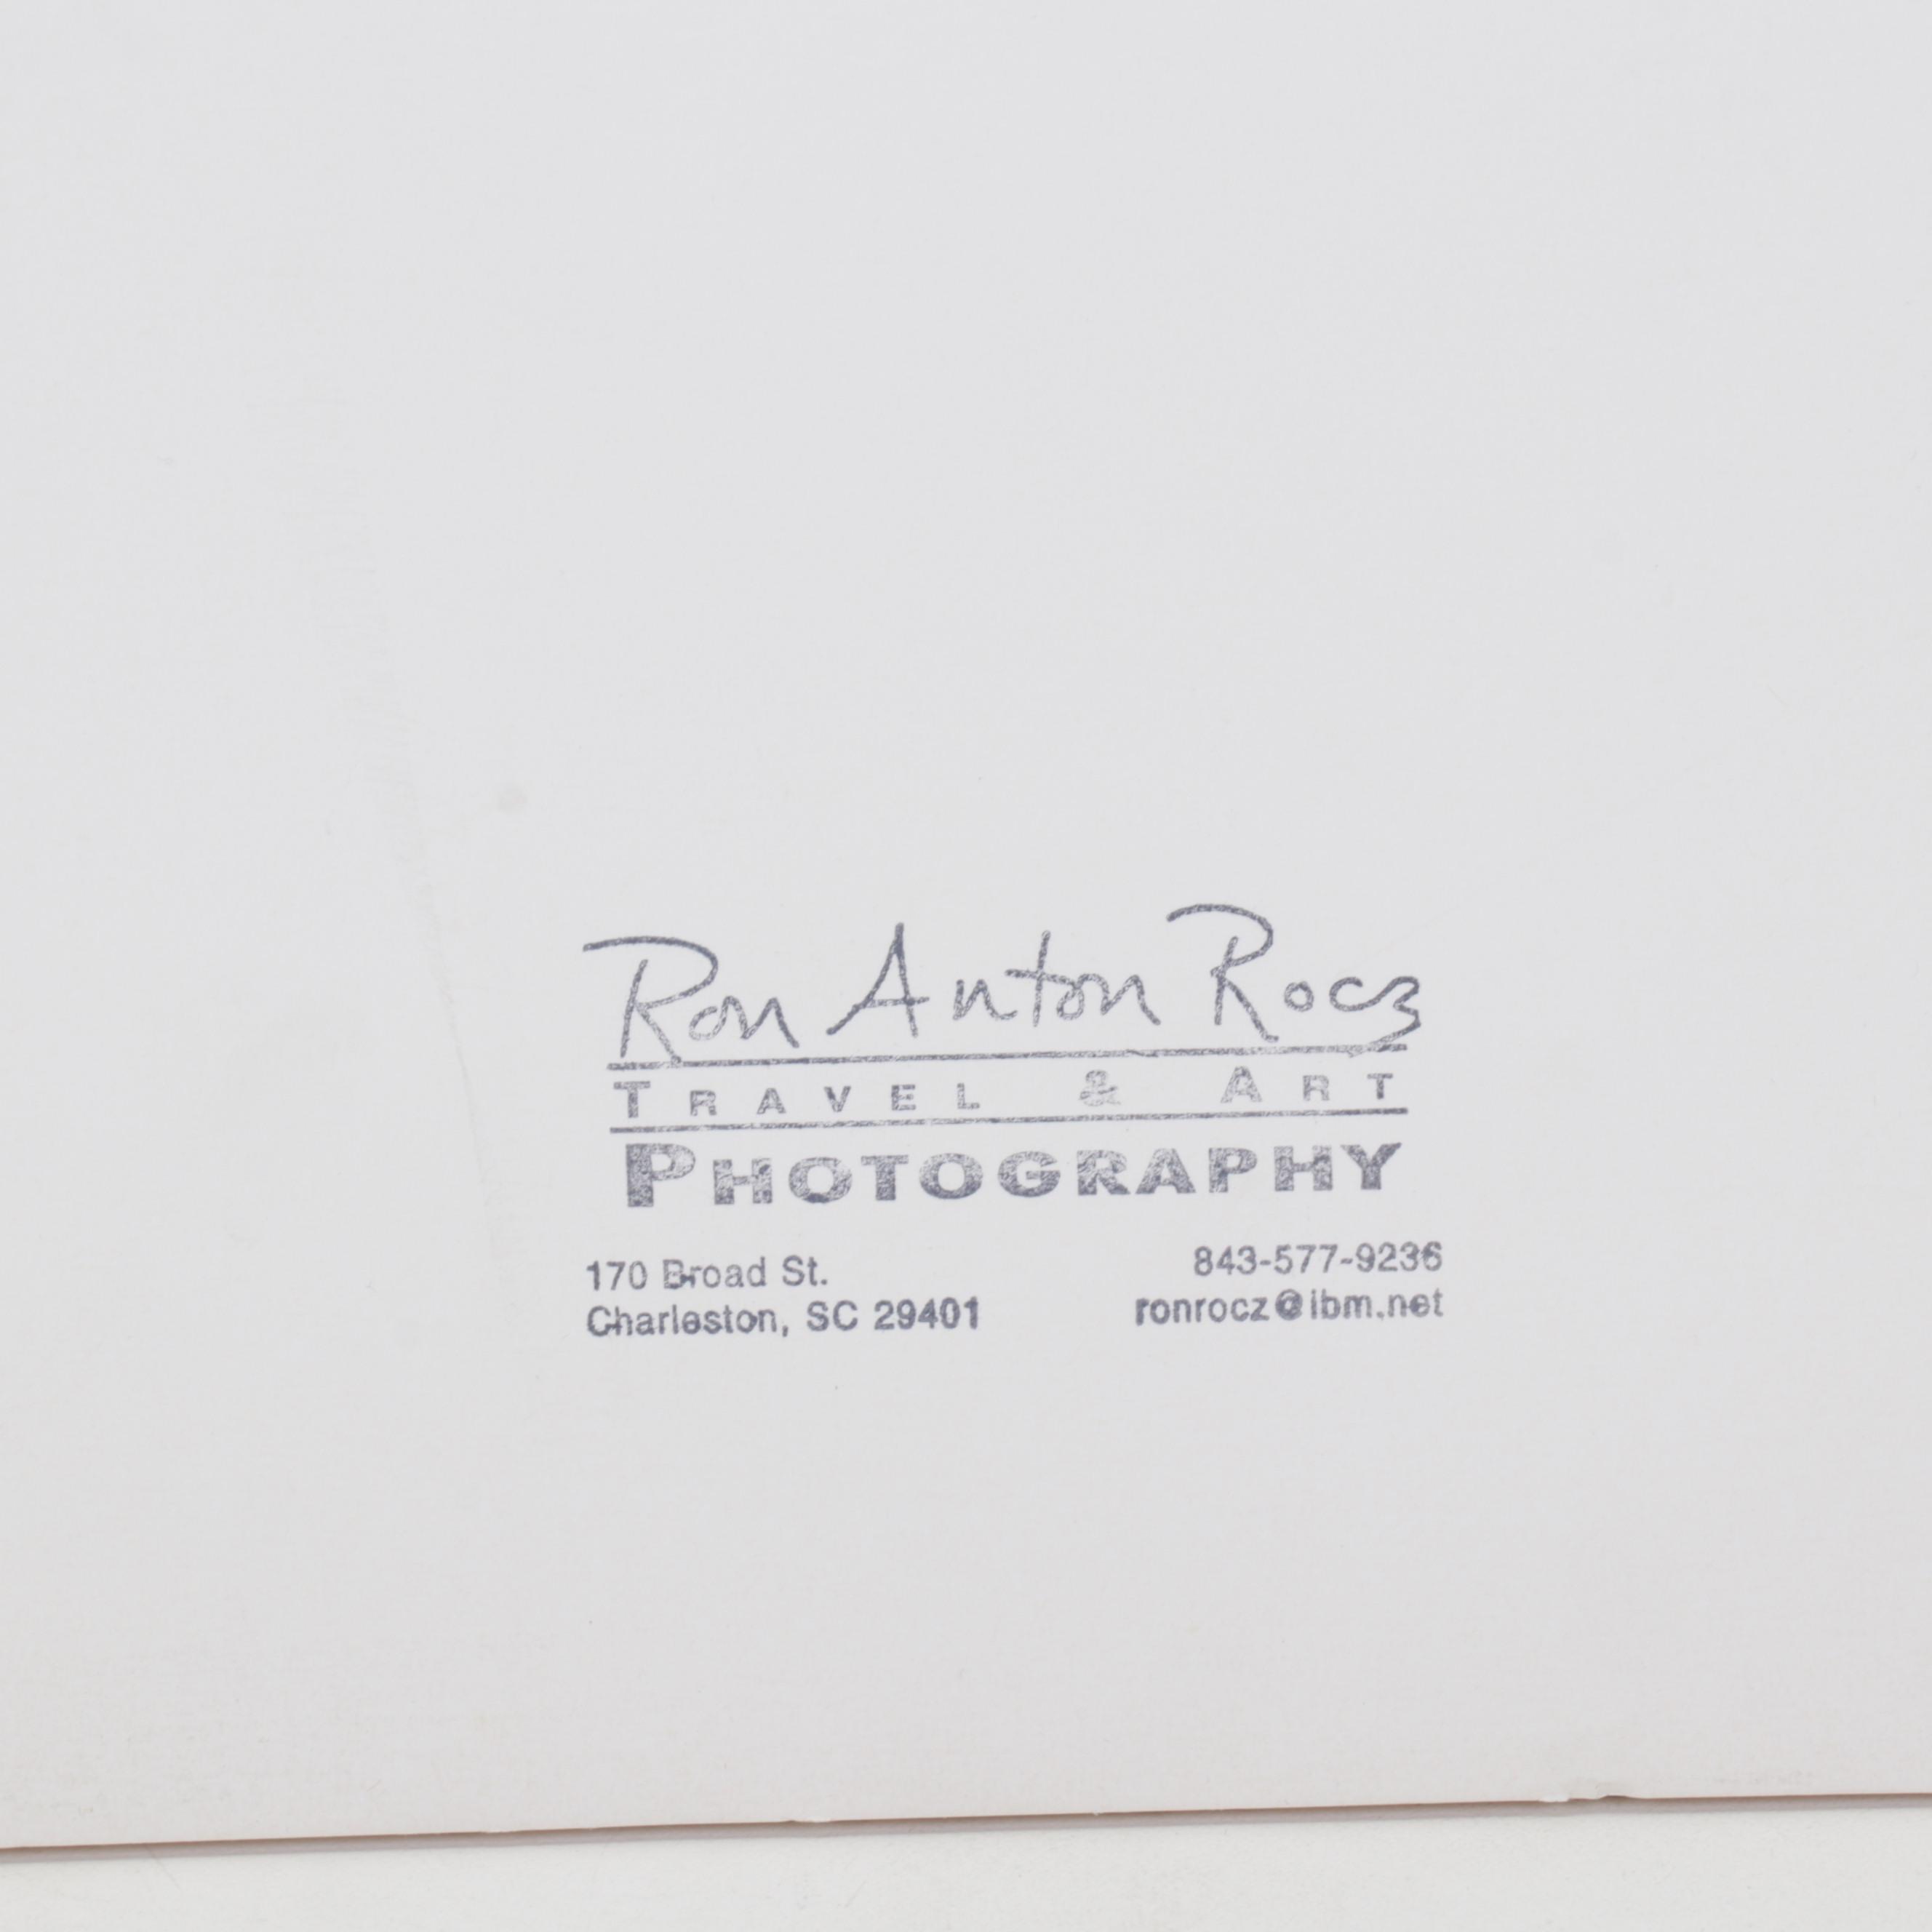 Ron Anton Rocz
TRAVEL & ART
PHOTOGRAPHY
170 Broad St.
Charleston, SC 29401
843-577-9236
ronrocz@ibm.net